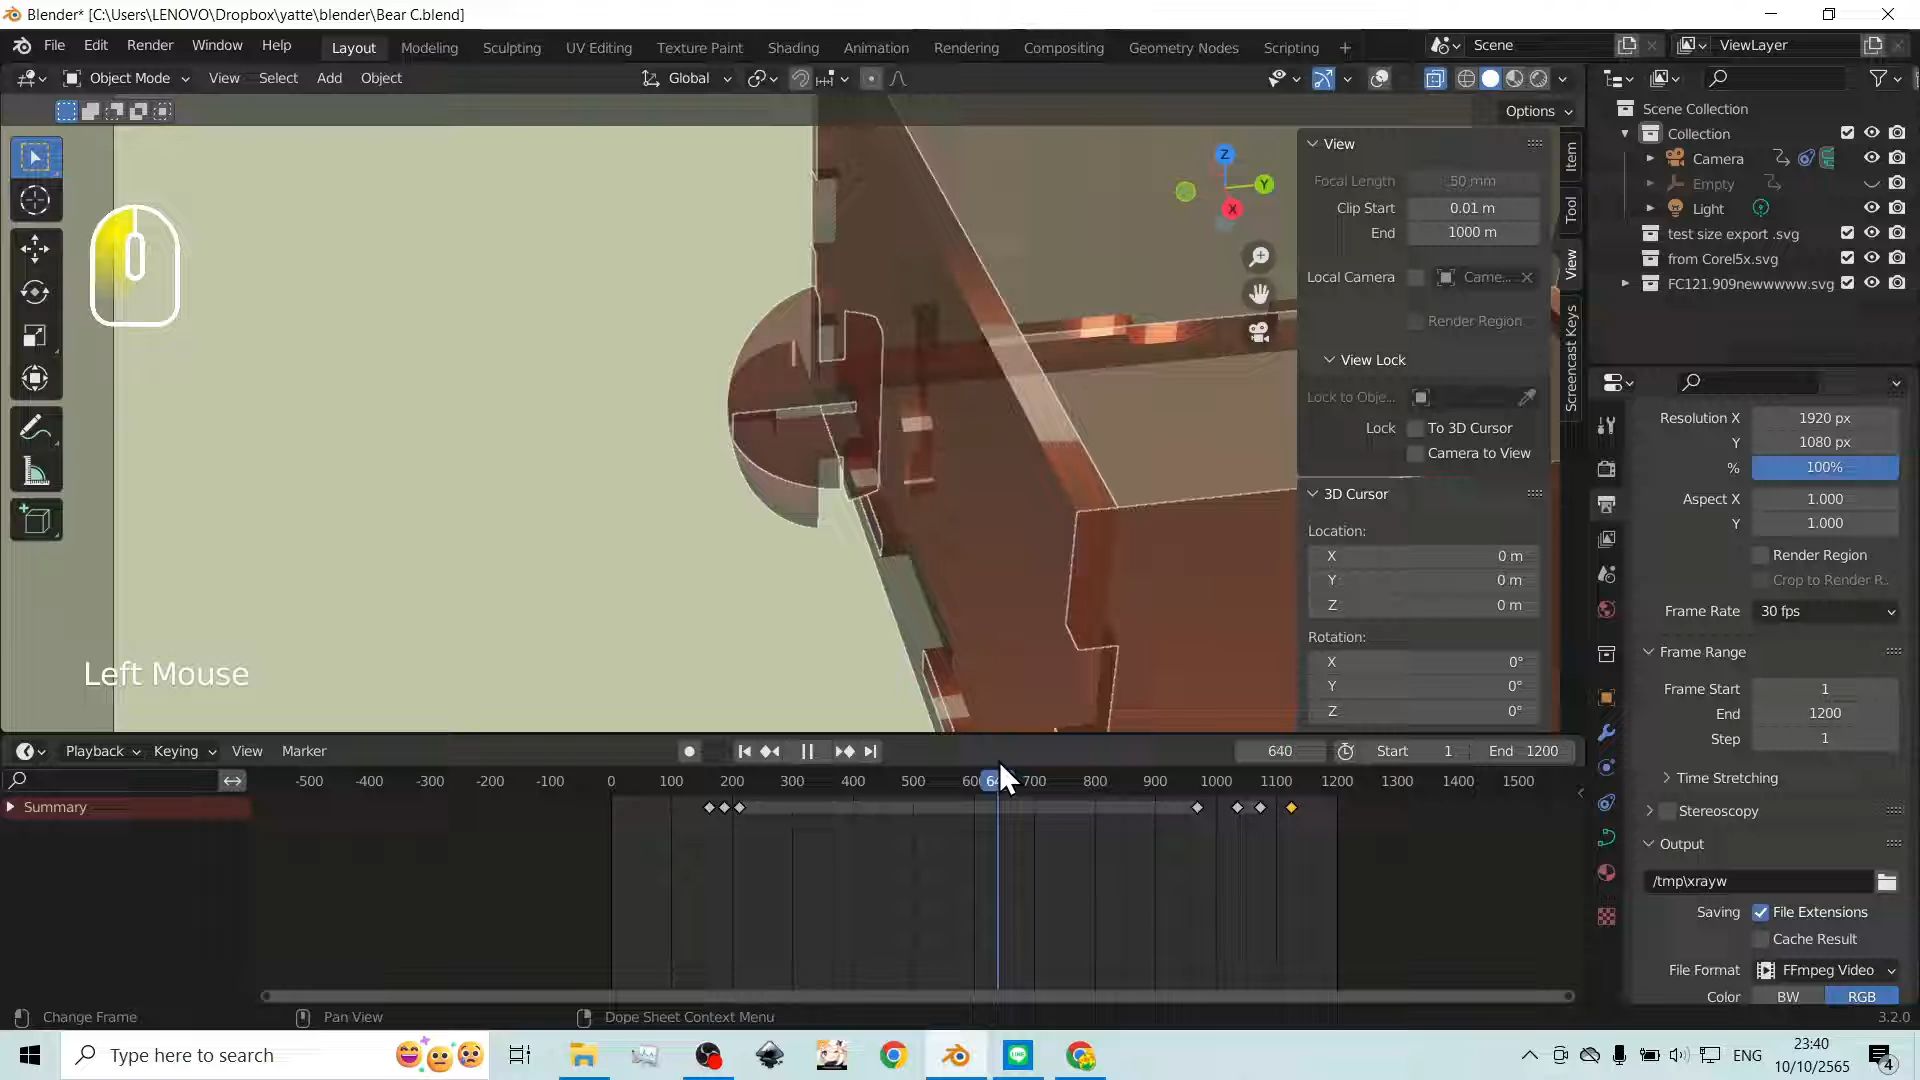 Blender* [C:\Users\LENOVO\Dropbox\yatte\blender\Bear C.blend]
File Edit Render Window Help Layout Modeling Sculpting UV Editing Texture Paint Shading Animation Rendering Compositing Geometry Nodes Scripting + Scene ViewLayer
Object Mode View Select Add Object Global
Options
Left Mouse
Z
Y
X
View
Focal Length 50 mm
Clip Start 0.01 m
End 1000 m
Local Camera Came...
Render Region
View Lock
Lock to Obje...
Lock To 3D Cursor
Camera to View
3D Cursor
Location:
X 0 m
Y 0 m
Z 0 m
Rotation:
X 0°
Y 0°
Z 0°
Item
Tool
View
Screencast Keys
Scene Collection
Collection
Camera
Empty
Light
test size export .svg
from Corel5x.svg
FC121.909newwwww.svg
Resolution X 1920 px
Y 1080 px
% 100%
Aspect X 1.000
Y 1.000
Render Region
Crop to Render R..
Frame Rate 30 fps
Frame Range
Frame Start 1
End 1200
Step 1
Time Stretching
Stereoscopy
Output
/tmp\xrayw
Saving File Extensions
Cache Result
File Format FFmpeg Video
Color BW RGB
Playback Keying View Marker 640 Start 1 End 1200
-500 -400 -300 -200 -100 0 100 200 300 400 500 700 800 900 1000 1100 1200 1300 1400 1500
Summary
Change Frame Pan View Dope Sheet Context Menu 3.2.0
Type here to search ENG 23:40
10/10/2565
4